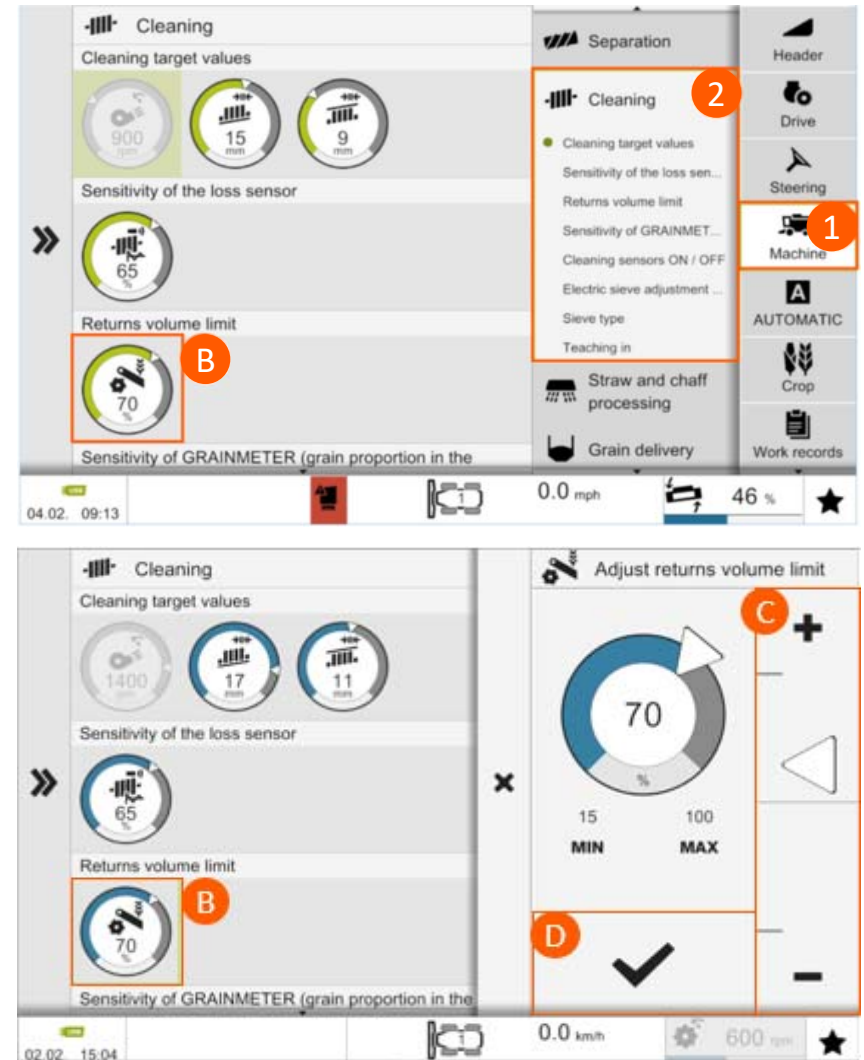 Cleaning
Cleaning target values
900
rpm
15
mm
9
mm
Sensitivity of the loss sensor
65
%
Returns volume limit
B
70
%
Sensitivity of GRAINMETER (grain proportion in the
Separation
Cleaning
2
Cleaning target values
Sensitivity of the loss sen...
Returns volume limit
Sensitivity of GRAINMET...
Cleaning sensors ON / OFF
Electric sieve adjustment ...
Sieve type
Teaching in
Straw and chaff
processing
Grain delivery
Header
Drive
Steering
1
Machine
A
AUTOMATIC
Crop
Work records
04.02. 09:13
1
0.0 mph
46 %
Cleaning
Cleaning target values
1400
rpm
17
mm
11
mm
Sensitivity of the loss sensor
65
%
Returns volume limit
B
70
%
Sensitivity of GRAINMETER (grain proportion in the
Adjust returns volume limit
C
+
70
%
15 100
MIN MAX
D
-
02.02. 15:04
1
0.0 km/h
600 rpm